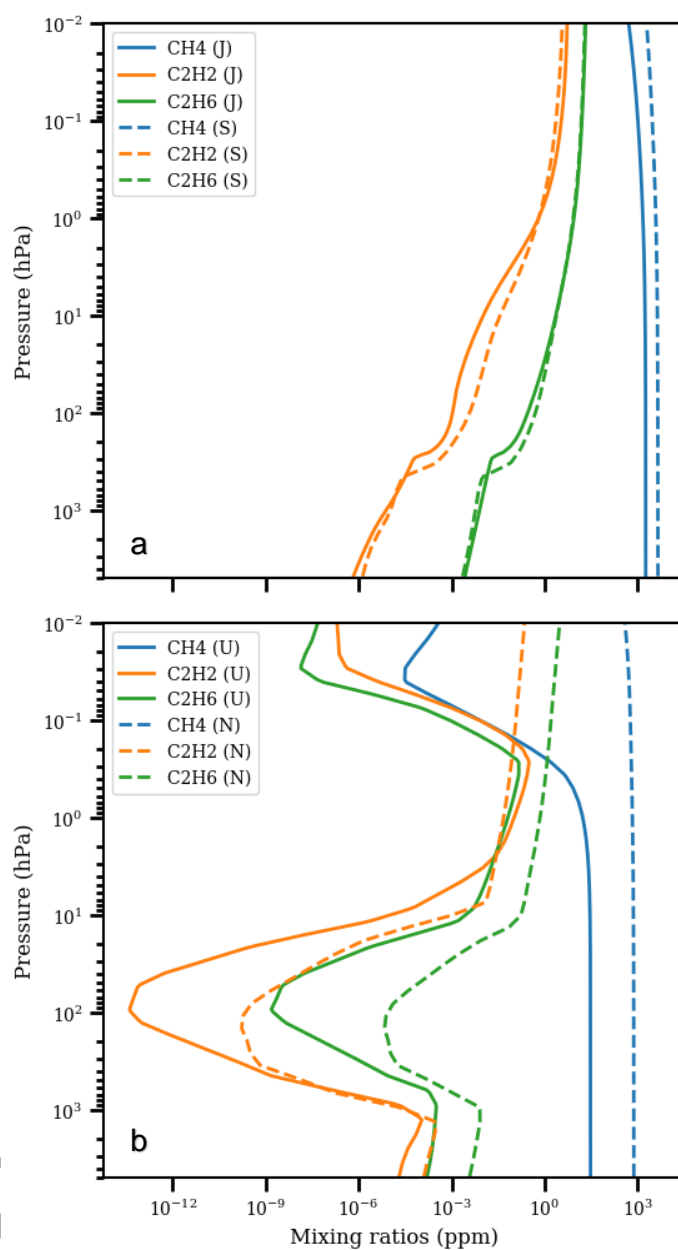 10⁻²
10⁻¹
10⁰
10¹
10²
10³
Pressure (hPa)
CH4 (J)
C2H2 (J)
C2H6 (J)
CH4 (S)
C2H2 (S)
C2H6 (S)
a
10⁻²
10⁻¹
10⁰
10¹
10²
10³
Pressure (hPa)
CH4 (U)
C2H2 (U)
C2H6 (U)
CH4 (N)
C2H2 (N)
C2H6 (N)
b
10⁻¹² 10⁻⁹ 10⁻⁶ 10⁻³ 10⁰ 10³
Mixing ratios (ppm)